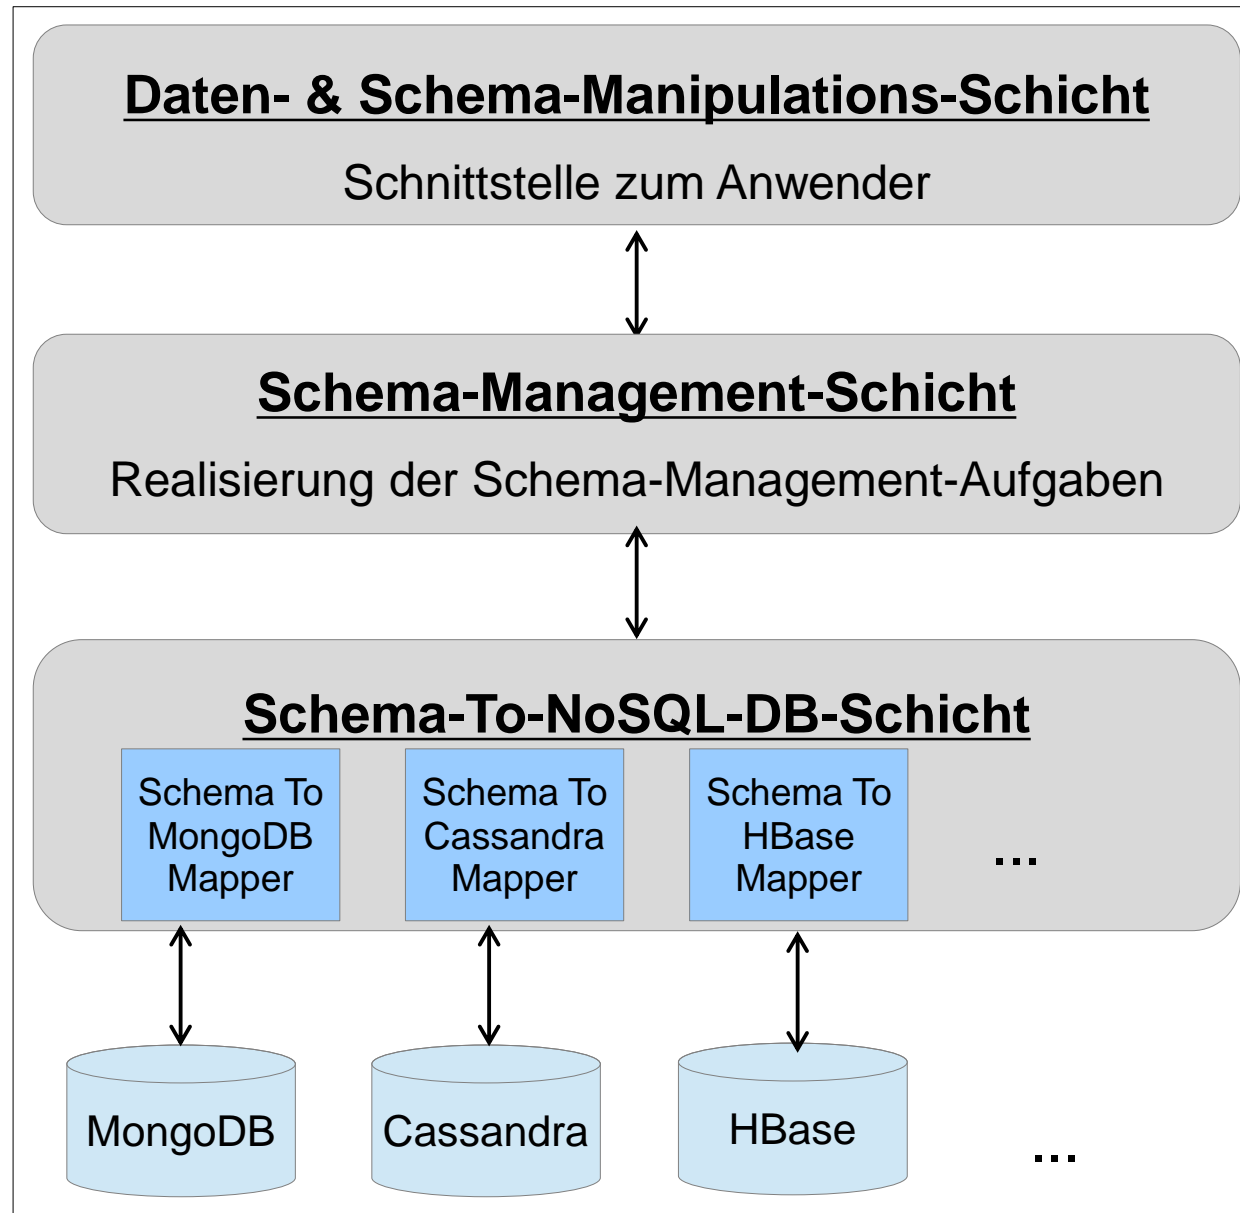 Daten- & Schema-Manipulations-Schicht
Schnittstelle zum Anwender
Schema-Management-Schicht
Realisierung der Schema-Management-Aufgaben
Schema-To-NoSQL-DB-Schicht
Schema To
MongoDB
Mapper
Schema To
Cassandra
Mapper
Schema To
HBase
Mapper
...
MongoDB
Cassandra
HBase
...